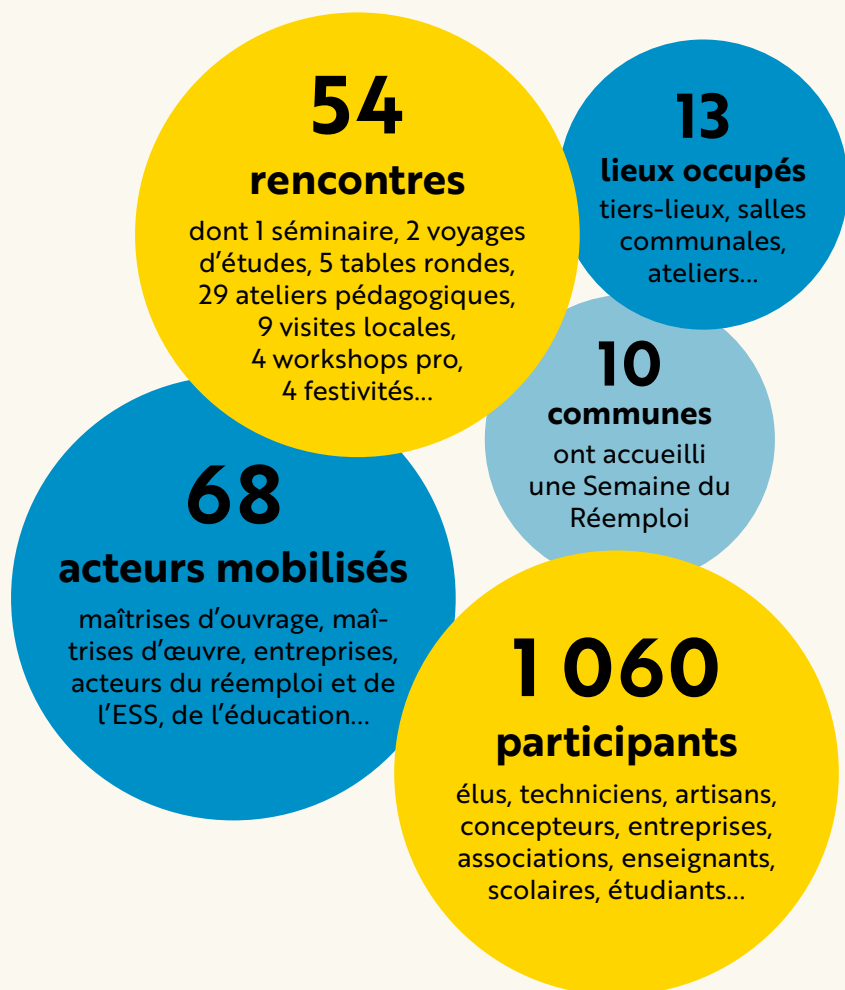 54
rencontres
dont 1 séminaire, 2 voyages
d’études, 5 tables rondes,
29 ateliers pédagogiques,
9 visites locales,
4 workshops pro,
4 festivités...
13
lieux occupés
tiers-lieux, salles
communales,
ateliers...
10
communes
ont accueilli
une Semaine du
Réemploi
68
acteurs mobilisés
maîtrises d’ouvrage, maî-
trises d’œuvre, entreprises,
acteurs du réemploi et de
l’ESS, de l’éducation...
1 060
participants
élus, techniciens, artisans,
concepteurs, entreprises,
associations, enseignants,
scolaires, étudiants...